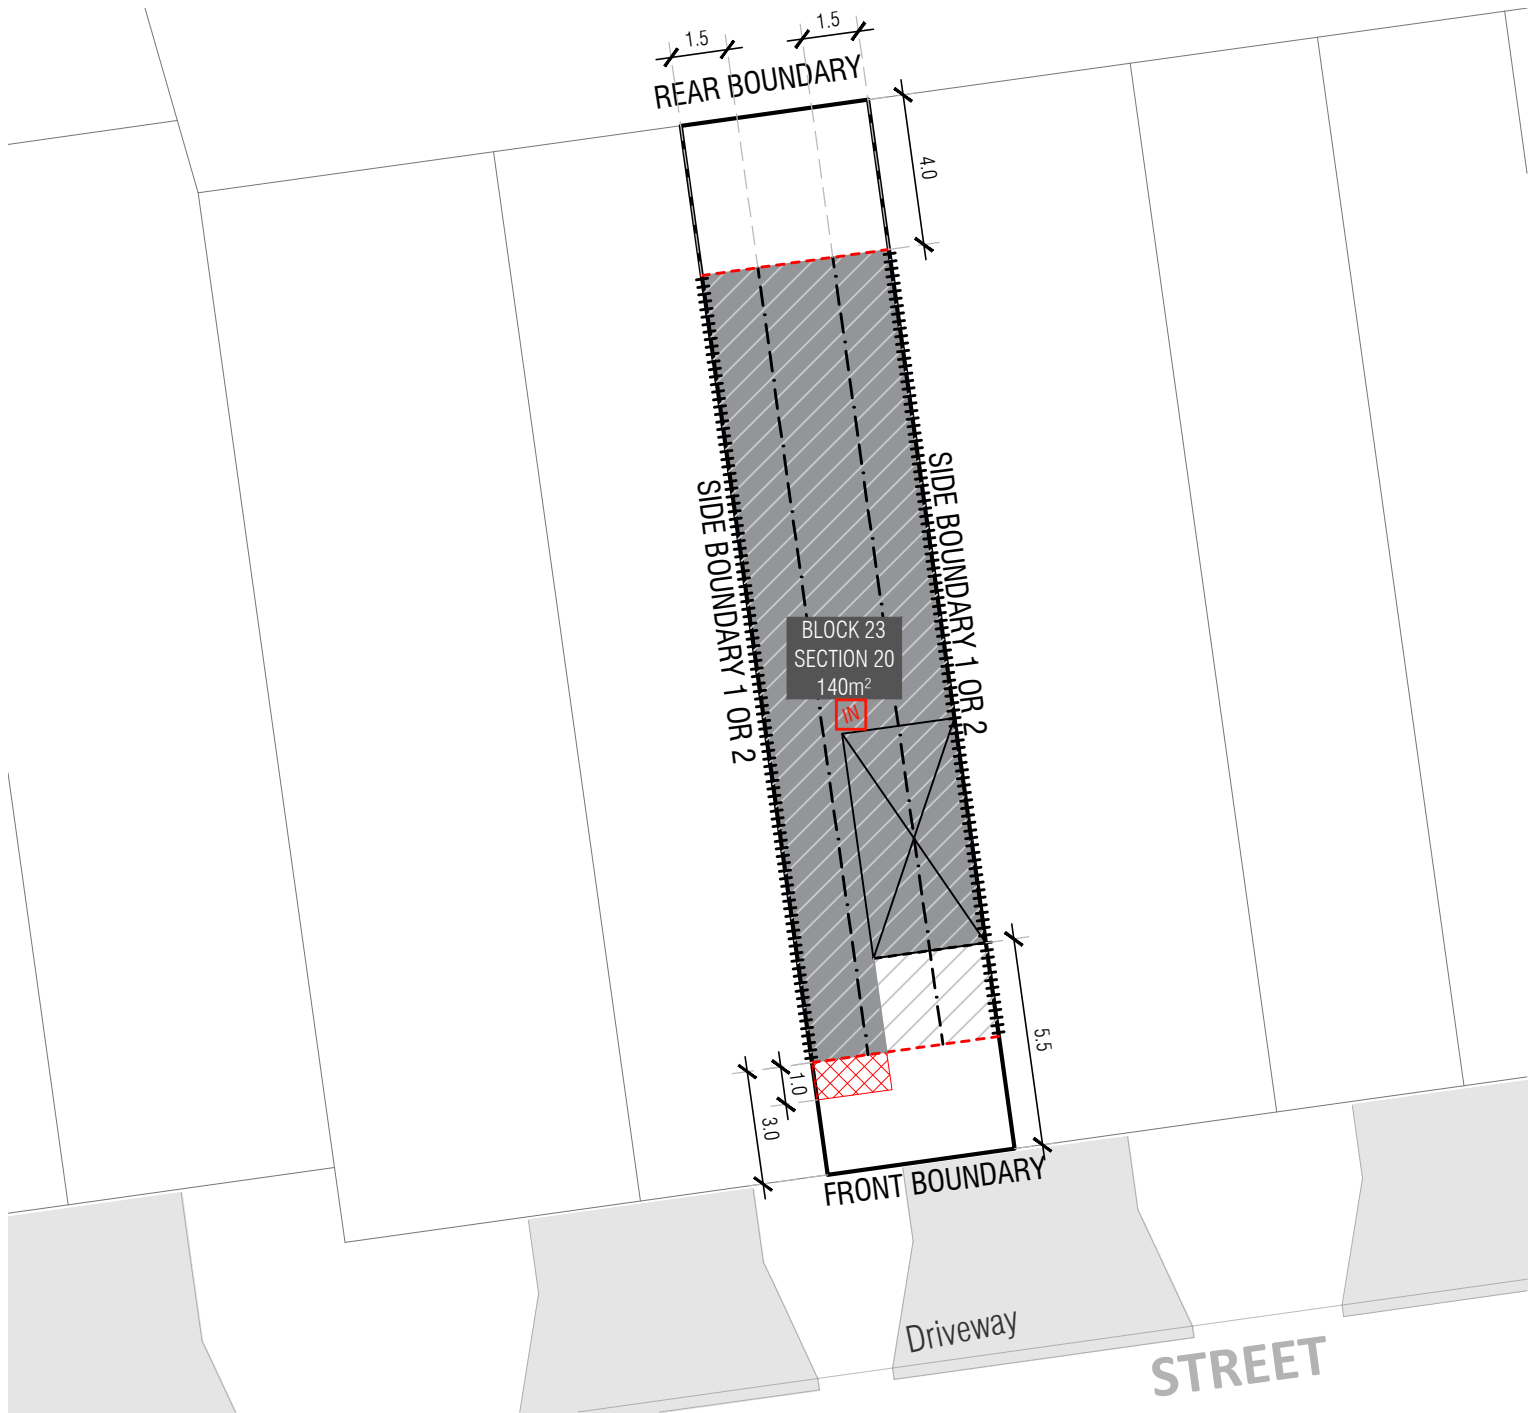 1.5
1.5
REAR BOUNDARY
4.0
SIDE BOUNDARY 1 OR 2
SIDE BOUNDARY 1 OR 2
BLOCK 23
SECTION 20
140m²
IN
5.5
1.0
3.0
FRONT BOUNDARY
Driveway
STREET